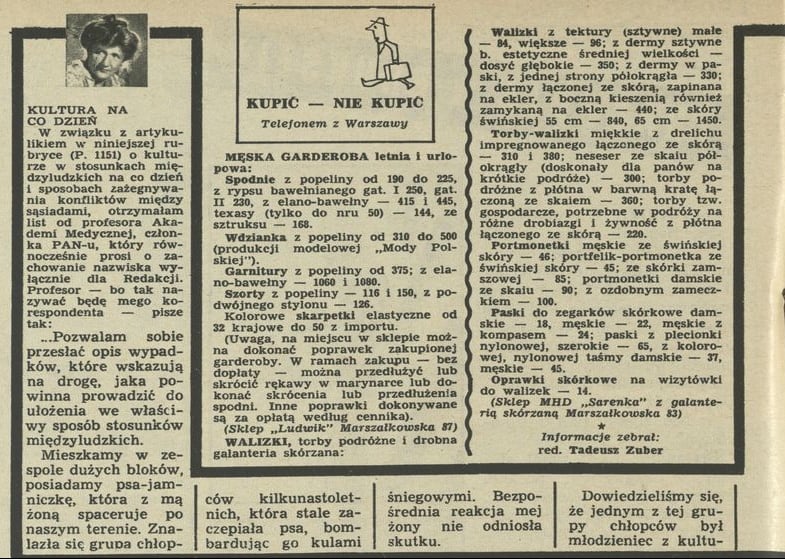 KULTURA NA
CO DZIEŃ
W związku z artyku-
likiem w niniejszej ru-
bryce (P. 1151) o kultu-
rze w stosunkach mię-
dzyludzkich na co dzień
i sposobach zażegnywa-
nia konfliktów między
sąsiadami, otrzymałam
list od profesora Aka-
demi Medycznej, człon-
ka PAN-u, który rów-
nocześnie prosi o za-
chowanie nazwiska wy-
łącznie dla Redakcji.
Profesor — bo tak na-
zywać będę mego ko-
respondenta — pisze
tak:
...Pozwalam sobie
przesłać opis wypad-
ków, które wskazują
na drogę, jaka po-
winna prowadzić do
ułożenia we właści-
wy sposób stosunków
międzyludzkich.
Mieszkamy w ze-
spole dużych bloków,
posiadamy psa-jam-
niczkę, która z mą
żoną spaceruje po
naszym terenie. Zna-
lazła się grupa chłop-
ców kilkunastolet-
nich, która stale za-
czepiała psa, bom-
bardując go kulami
śniegowymi. Bezpo-
średnia reakcja mej
żony nie odniosła
skutku.
Dowiedzieliśmy się,
że jednym z tej gru-
py chłopców był
młodzieniec z kultu-
KUPIĆ — NIE KUPIĆ
Telefonem z Warszawy
MĘSKA GARDEROBA letnia i urlo-
powa:
Spodnie z popeliny od 190 do 225,
z rypsu bawełnianego gat. I 250, gat.
II 230, z elano-bawełny — 415 i 445,
texasy (tylko do nru 50) — 144, ze
sztruksu — 168.
Wdzianka z popeliny od 310 do 500
(produkcji modelowej „Mody Pol-
skiej").
Garnitury z popeliny od 375; z ela-
no-bawełny — 1060 i 1080.
Szorty z popeliny — 116 i 150, z po-
dwójnego stylonu — 126.
Kolorowe skarpetki elastyczne od
32 krajowe do 50 z importu.
(Uwaga, na miejscu w sklepie moż-
na dokonać poprawek zakupionej
garderoby. W ramach zakupu — bez
dopłaty — można przedłużyć lub
skrócić rękawy w marynarce lub do-
konać skrócenia lub przedłużenia
spodni. Inne poprawki dokonywane
są za opłatą według cennika).
(Sklep „Ludwik" Marszałkowska 87)
WALIZKI, torby podróżne i drobna
galanteria skórzana:
Walizki z tektury (sztywne) małe
— 84, większe — 96; z dermy sztywne
b. estetyczne średniej wielkości —
dosyć głębokie — 350; z dermy w pa-
ski, z jednej strony półokrągła — 330;
z dermy łączonej ze skórą, zapinana
na ekler, z boczną kieszenią również
zamykaną na ekler — 440; ze skóry
świńskiej 55 cm — 840, 65 cm — 1450.
Torby-walizki miękkie z drelichu
impregnowanego łączonego ze skórą
— 310 i 380; neseser ze skaiu pół-
okrągły (doskonały dla panów na
krótkie podróże) — 300; torby po-
dróżne z płótna w barwną kratę łą-
czoną ze skaiem — 360; torby tzw.
gospodarcze, potrzebne w podróży na
różne drobiazgi i żywność z płótna
łączonego ze skórą — 220.
Portmonetki męskie ze świńskiej
skóry — 46; portfelik-portmonetka ze
świńskiej skóry — 45; ze skórki zam-
szowej — 85; portmonetki damskie
ze skaiu — 90; z ozdobnym zamecz-
kiem — 100.
Paski do zegarków skórkowe dam-
skie — 18, męskie — 22, męskie z
kompasem — 24; paski z plecionki
nylonowej, szerokie — 65, z koloro-
wej, nylonowej taśmy damskie — 37,
męskie — 45.
Oprawki skórkowe na wizytówki
do walizek — 14.
(Sklep MHD „Sarenka" z galante-
rią skórzaną Marszałkowska 83)
★
Informacje zebrał:
red. Tadeusz Zuber